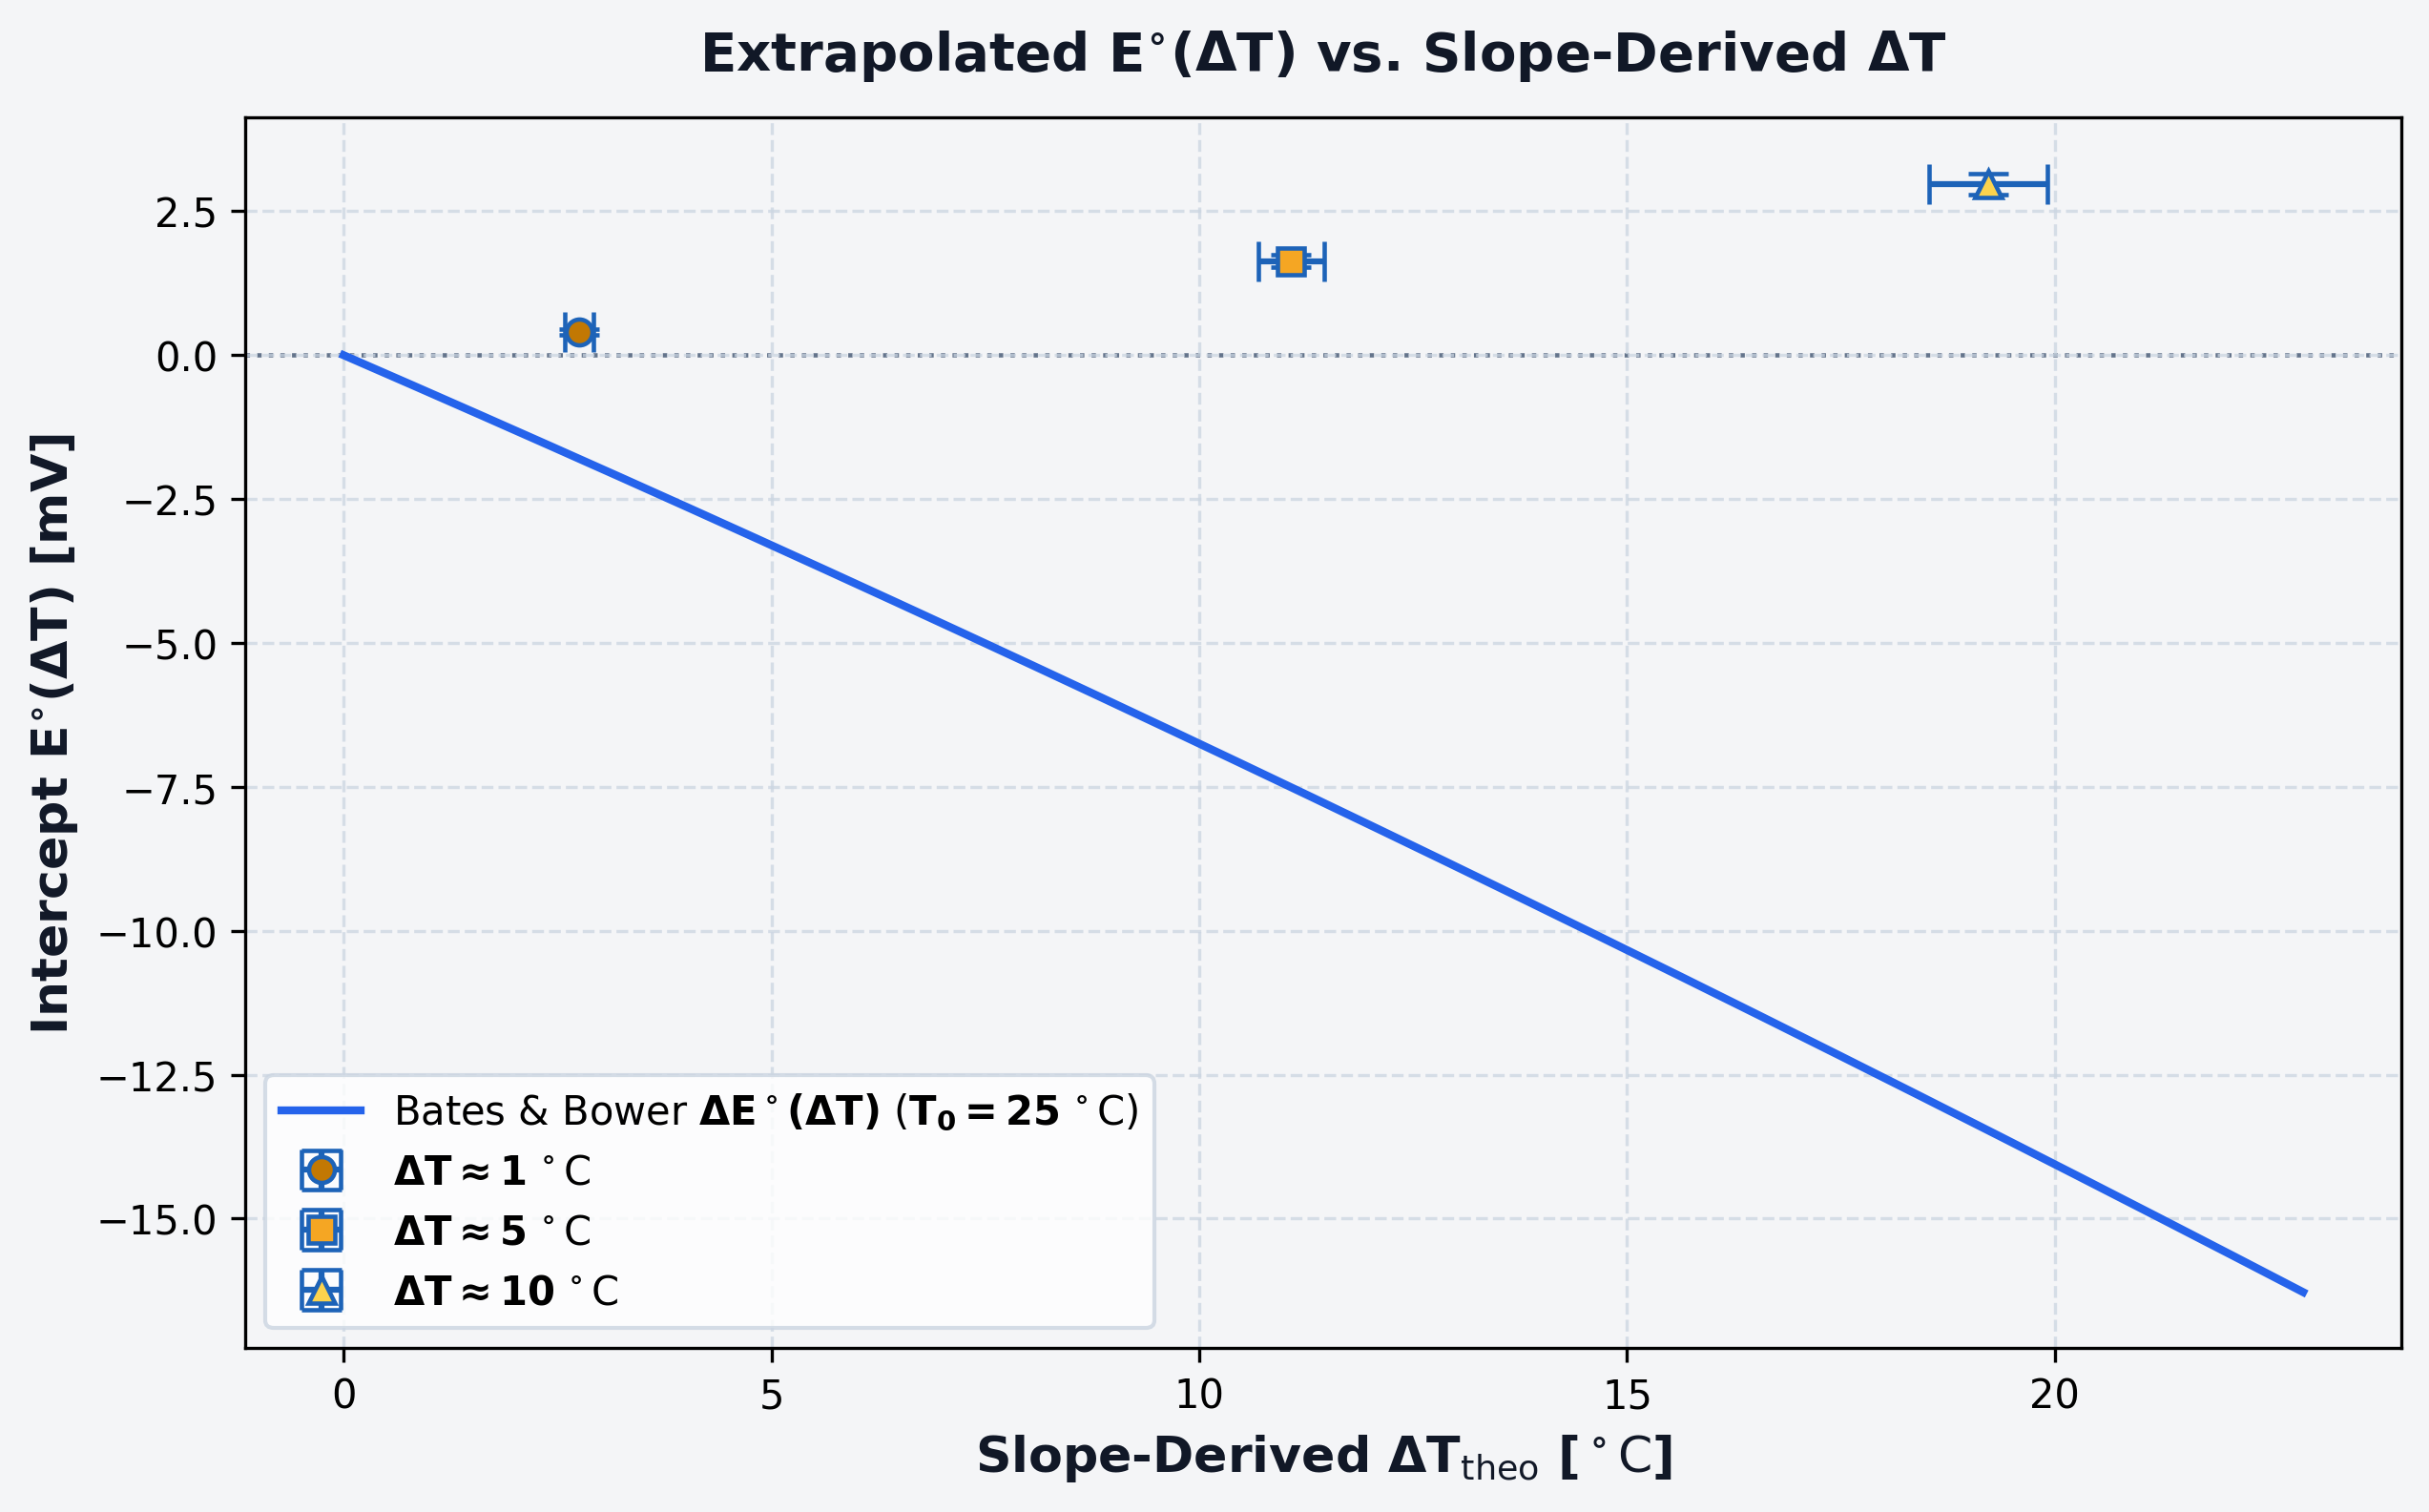 Extrapolated E°(ΔT) vs. Slope-Derived ΔT
Intercept E°(ΔT) [mV]
2.5
0.0
−2.5
−5.0
−7.5
−10.0
−12.5
−15.0
Bates & Bower ΔE°(ΔT) (T₀ = 25 °C)
ΔT ≈ 1 °C
ΔT ≈ 5 °C
ΔT ≈ 10 °C
0 5 10 15 20
Slope-Derived ΔT_theo [°C]